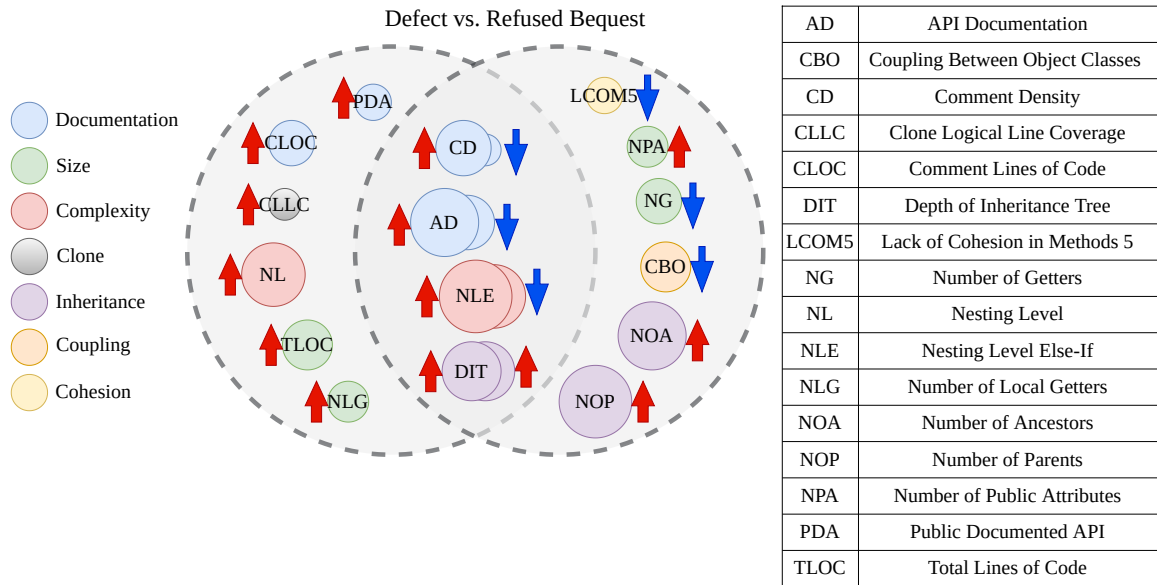 Defect vs. Refused Bequest
Documentation
Size
Complexity
Clone
Inheritance
Coupling
Cohesion
PDA
CLOC
CLLC
NL
TLOC
NLG
CD
AD
NLE
DIT
LCOM5
NPA
NG
CBO
NOA
NOP
AD API Documentation
CBO Coupling Between Object Classes
CD Comment Density
CLLC Clone Logical Line Coverage
CLOC Comment Lines of Code
DIT Depth of Inheritance Tree
LCOM5 Lack of Cohesion in Methods 5
NG Number of Getters
NL Nesting Level
NLE Nesting Level Else-If
NLG Number of Local Getters
NOA Number of Ancestors
NOP Number of Parents
NPA Number of Public Attributes
PDA Public Documented API
TLOC Total Lines of Code